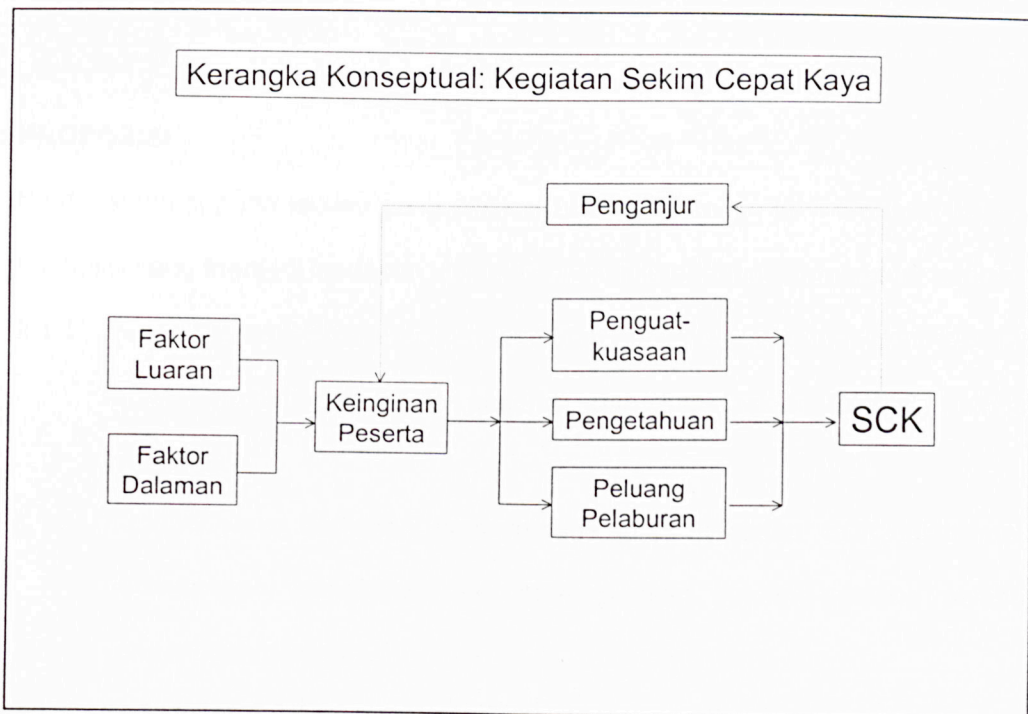 Kerangka Konseptual: Kegiatan Sekim Cepat Kaya
Penganjur
Faktor
Luaran
Faktor
Dalaman
Keinginan
Peserta
Penguat-
kuasaan
Pengetahuan
Peluang
Pelaburan
SCK